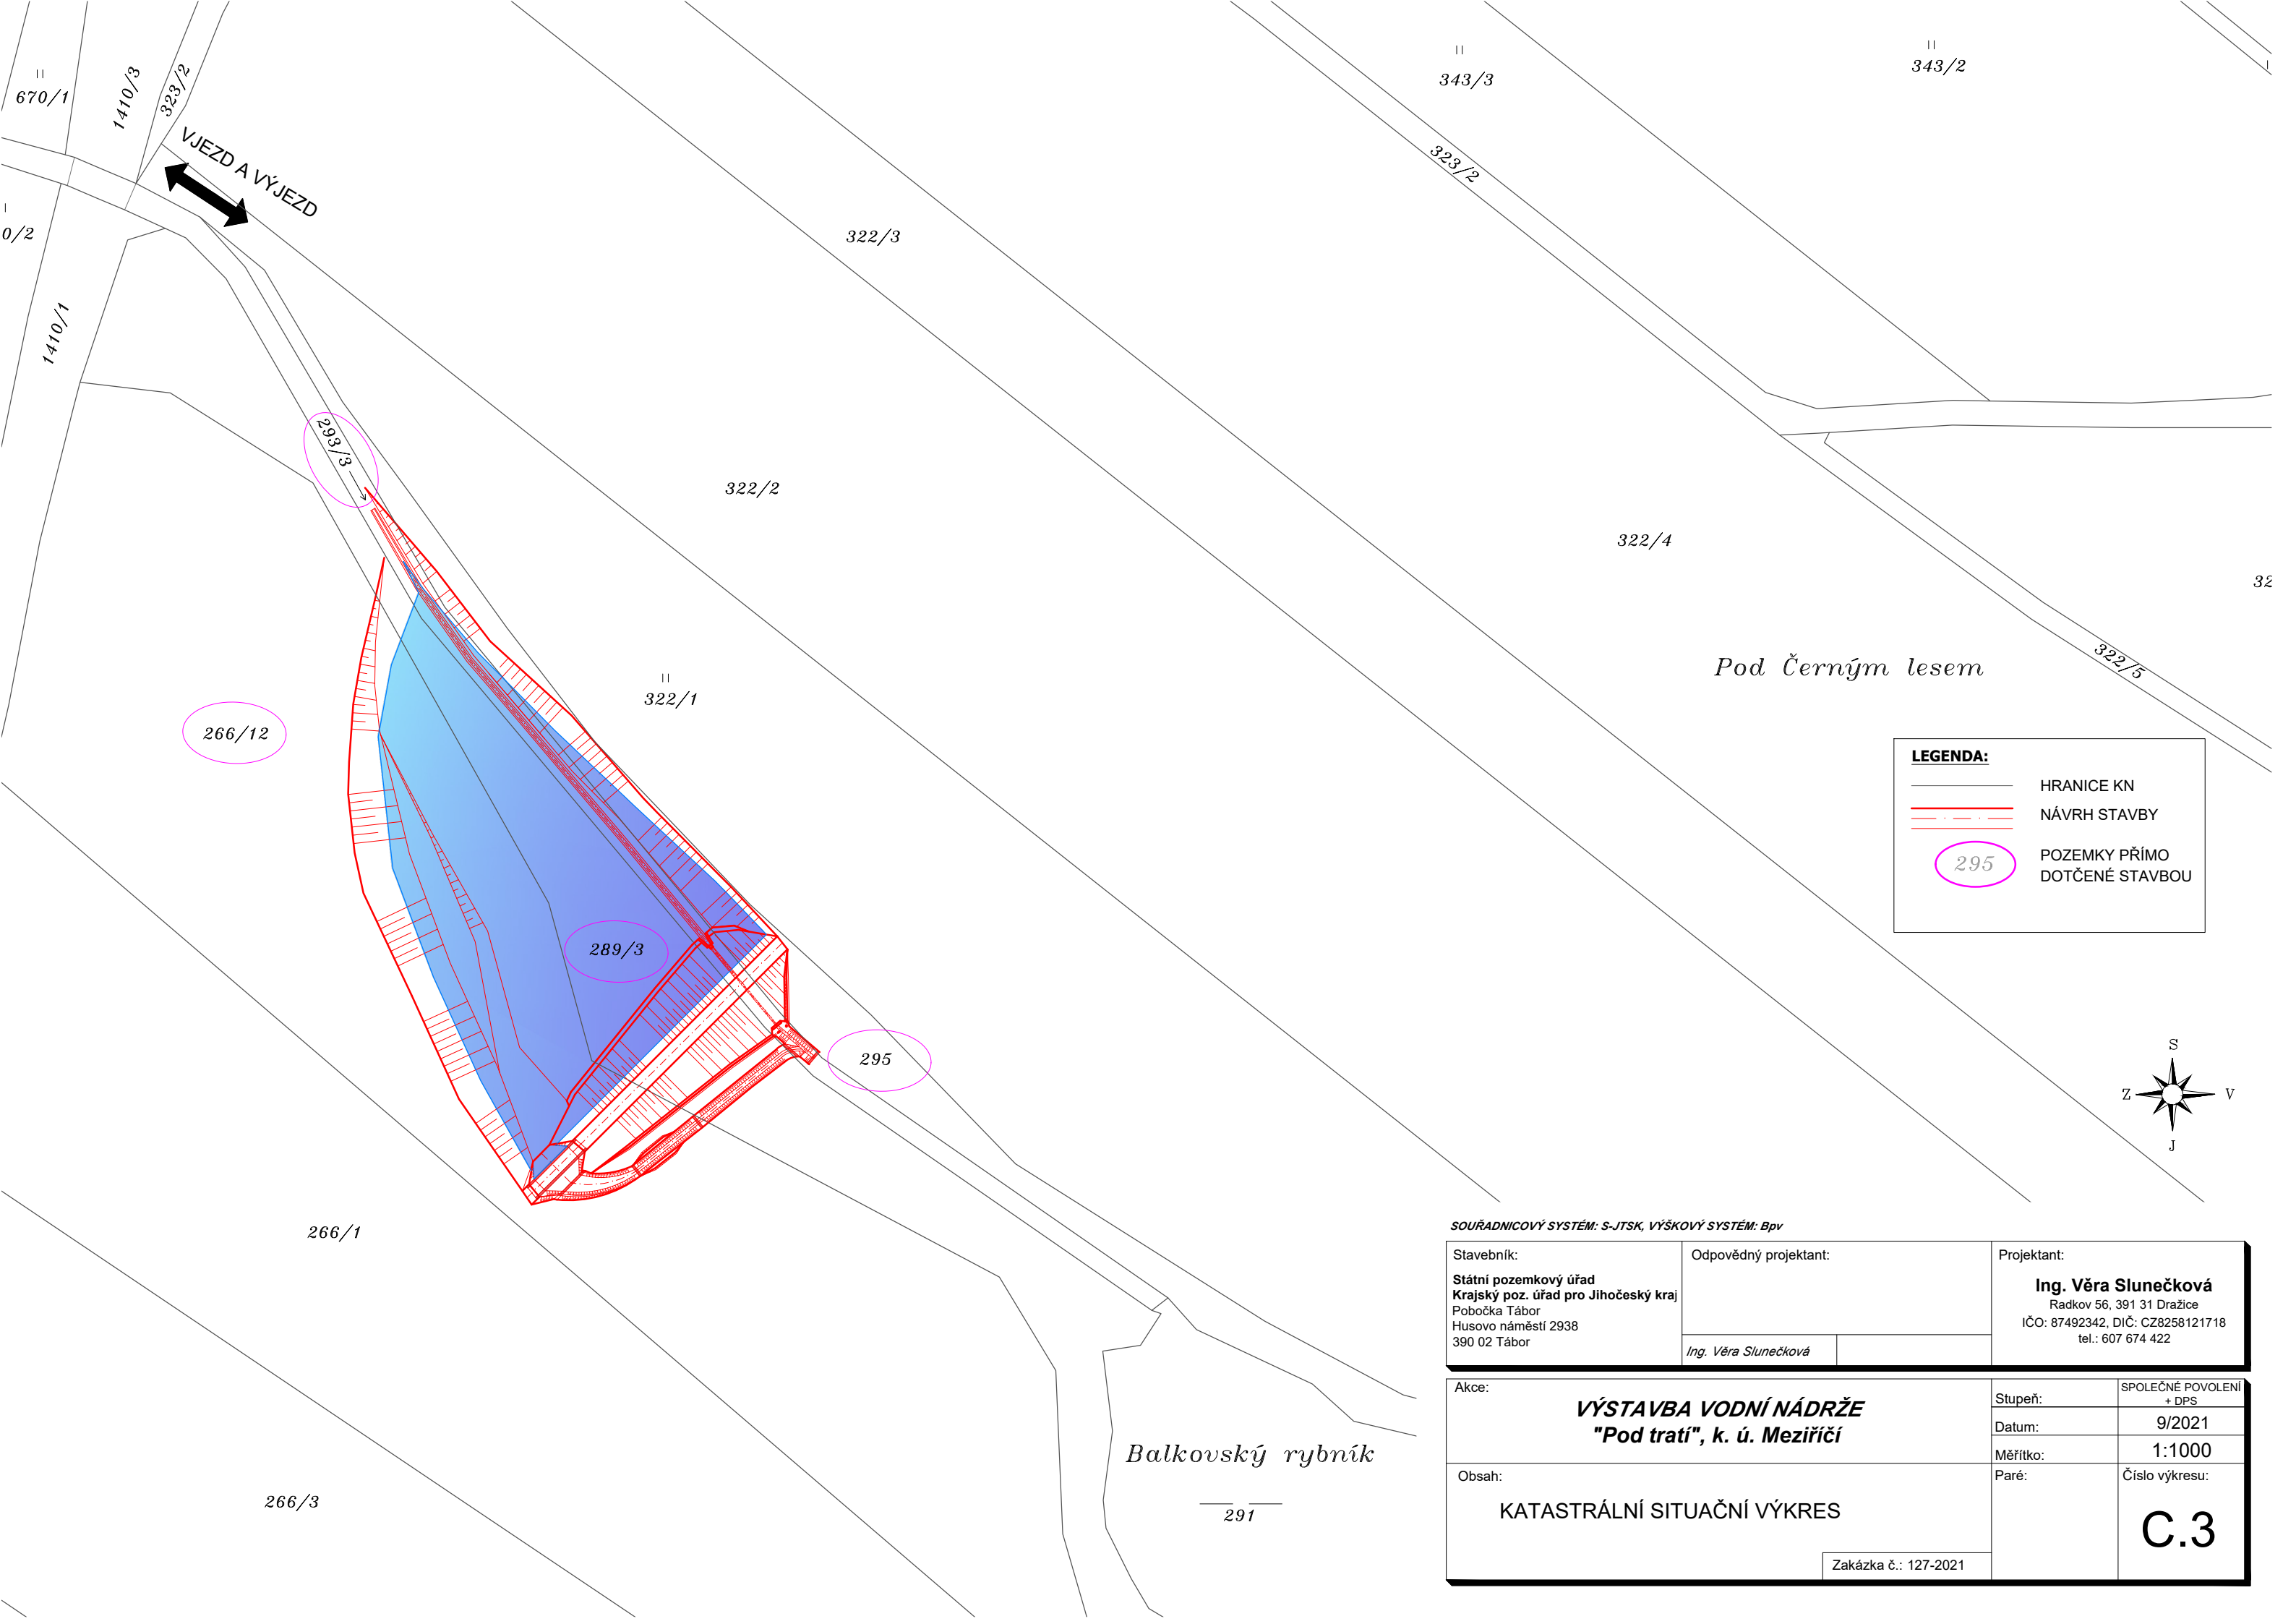 670/1
1410/3
323/2
VJEZD A VÝJEZD
0/2
1410/1
343/3
343/2
323/2
322/3
293/3
322/2
322/4
32
Pod Černým lesem
322/5
322/1
266/12
289/3
295
266/1
266/3
Balkovský rybník
291
LEGENDA:
HRANICE KN
NÁVRH STAVBY
295
POZEMKY PŘÍMO
DOTČENÉ STAVBOU
S
Z
V
J
SOUŘADNICOVÝ SYSTÉM: S-JTSK, VÝŠKOVÝ SYSTÉM: Bpv
Stavebník:
Státní pozemkový úřad
Krajský poz. úřad pro Jihočeský kraj
Pobočka Tábor
Husovo náměstí 2938
390 02 Tábor
Odpovědný projektant:
Ing. Věra Slunečková
Projektant:
Ing. Věra Slunečková
Radkov 56, 391 31 Dražice
IČO: 87492342, DIČ: CZ8258121718
tel.: 607 674 422
Akce:
VÝSTAVBA VODNÍ NÁDRŽE
"Pod tratí", k. ú. Meziříčí
Stupeň:
SPOLEČNÉ POVOLENÍ
+ DPS
Datum:
9/2021
Měřítko:
1:1000
Obsah:
KATASTRÁLNÍ SITUAČNÍ VÝKRES
Zakázka č.: 127-2021
Paré:
Číslo výkresu:
C.3